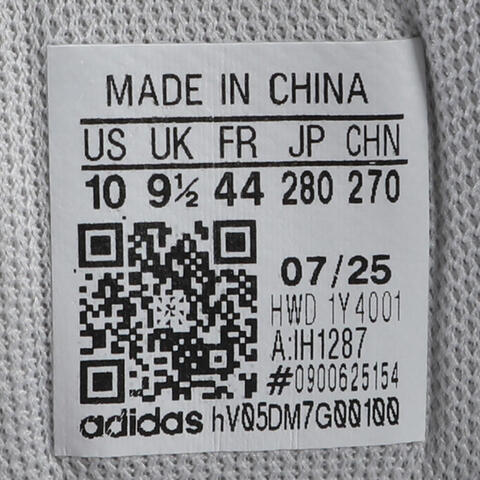 MADE IN CHINA
US UK FR JP CHN
10 9½ 44 280 270
07/25
HWD 1Y4001
A:IH1287
#0900625154
adidas hV05DM7G00100